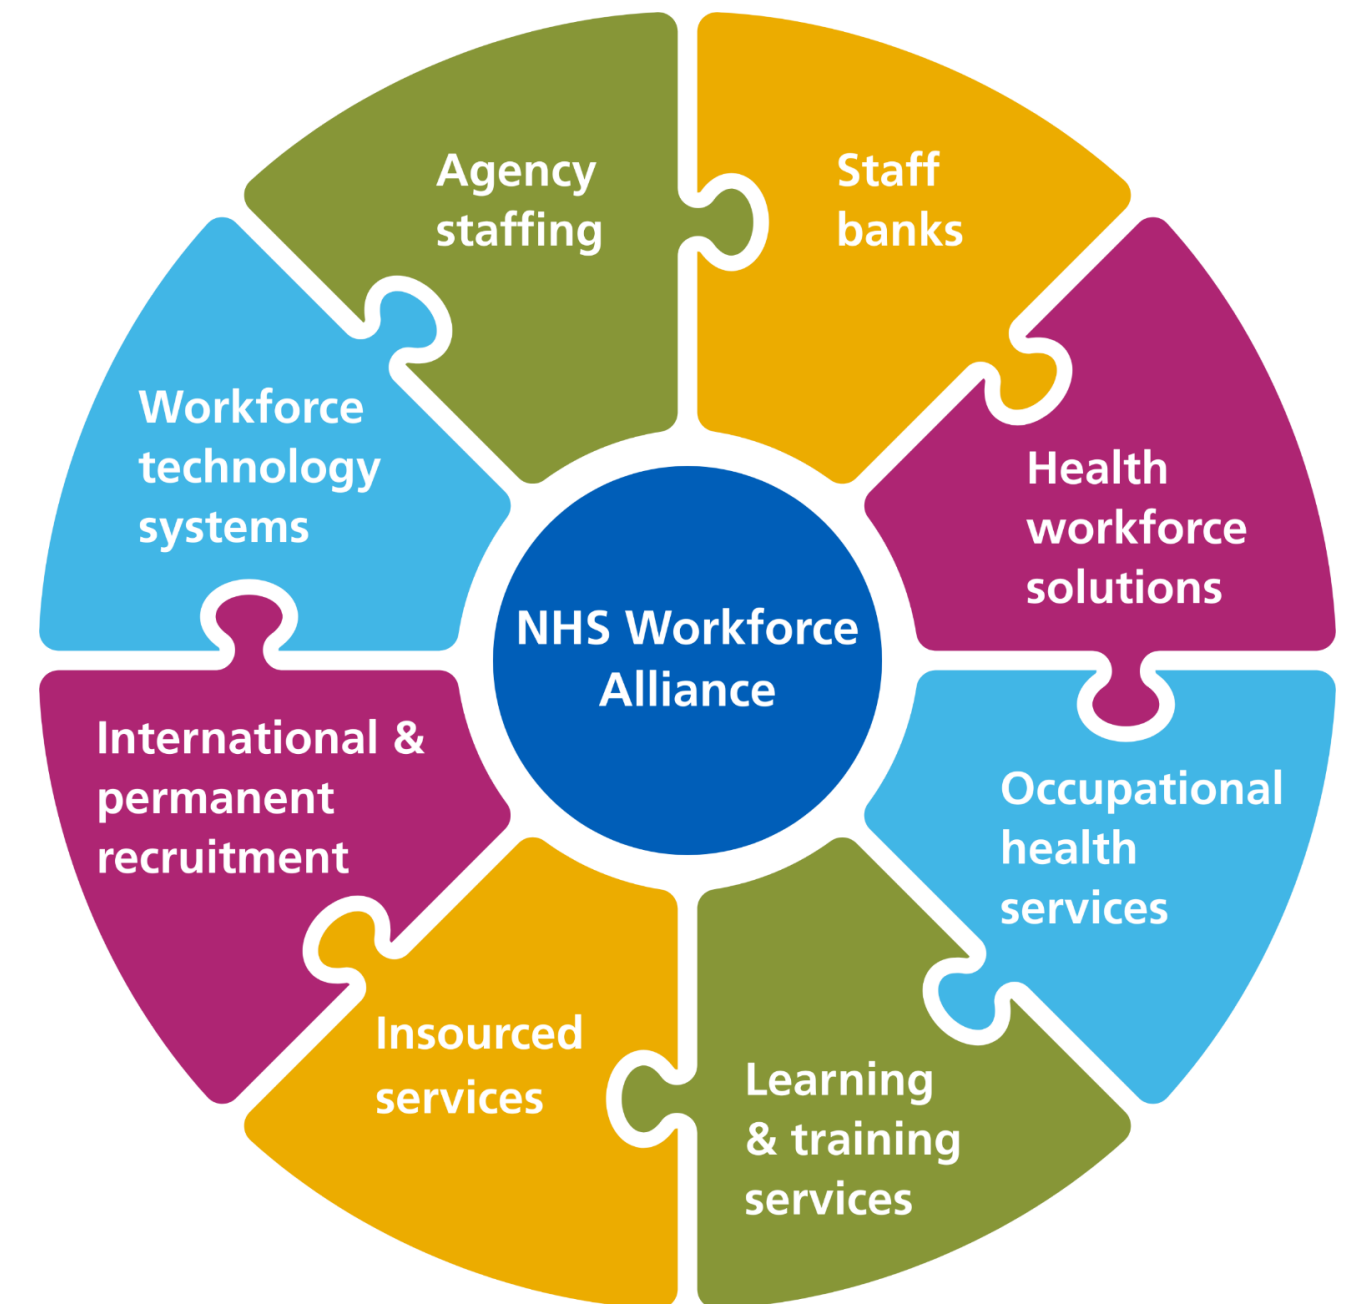 Agency
staffing
Staff
banks
Workforce
technology
systems
Health
workforce
solutions
NHS Workforce
Alliance
International &
permanent
recruitment
Occupational
health
services
Insourced
services
Learning
& training
services